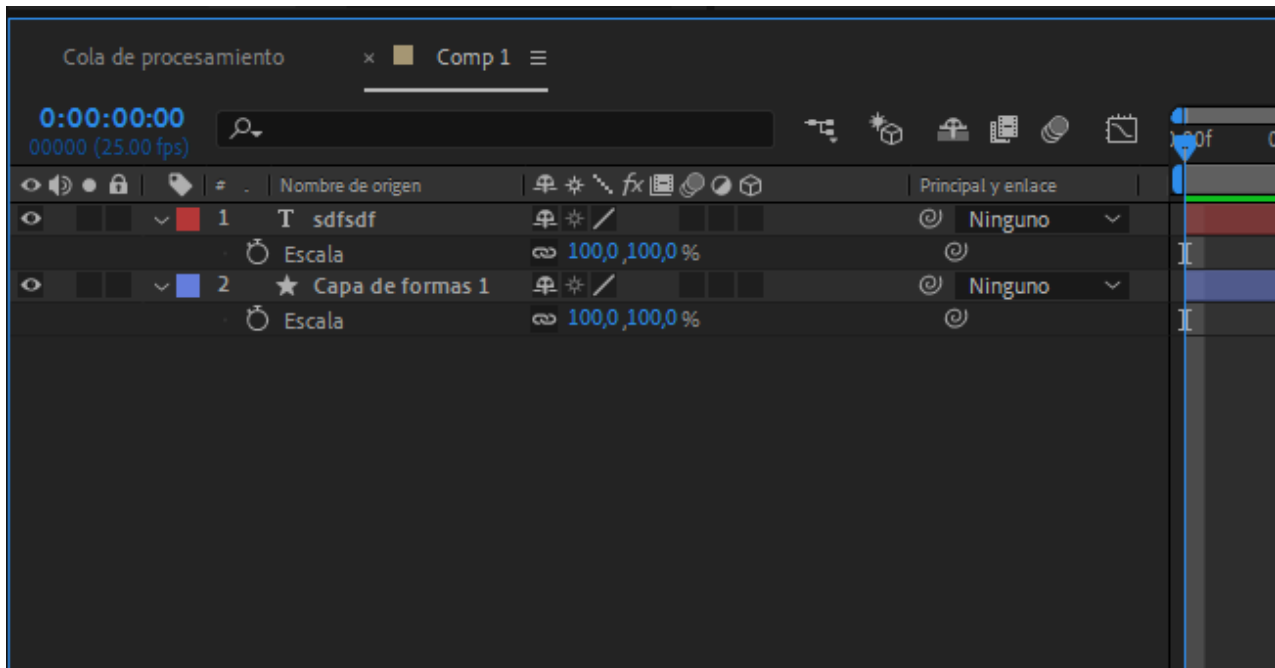 Cola de procesamiento × Comp 1
0:00:00:00
00000 (25.00 fps)
# . Nombre de origen fx Principal y enlace
1 T sdfsdf Ninguno
Escala 100,0 ,100,0 %
2 Capa de formas 1 Ninguno
Escala 100,0 ,100,0 %